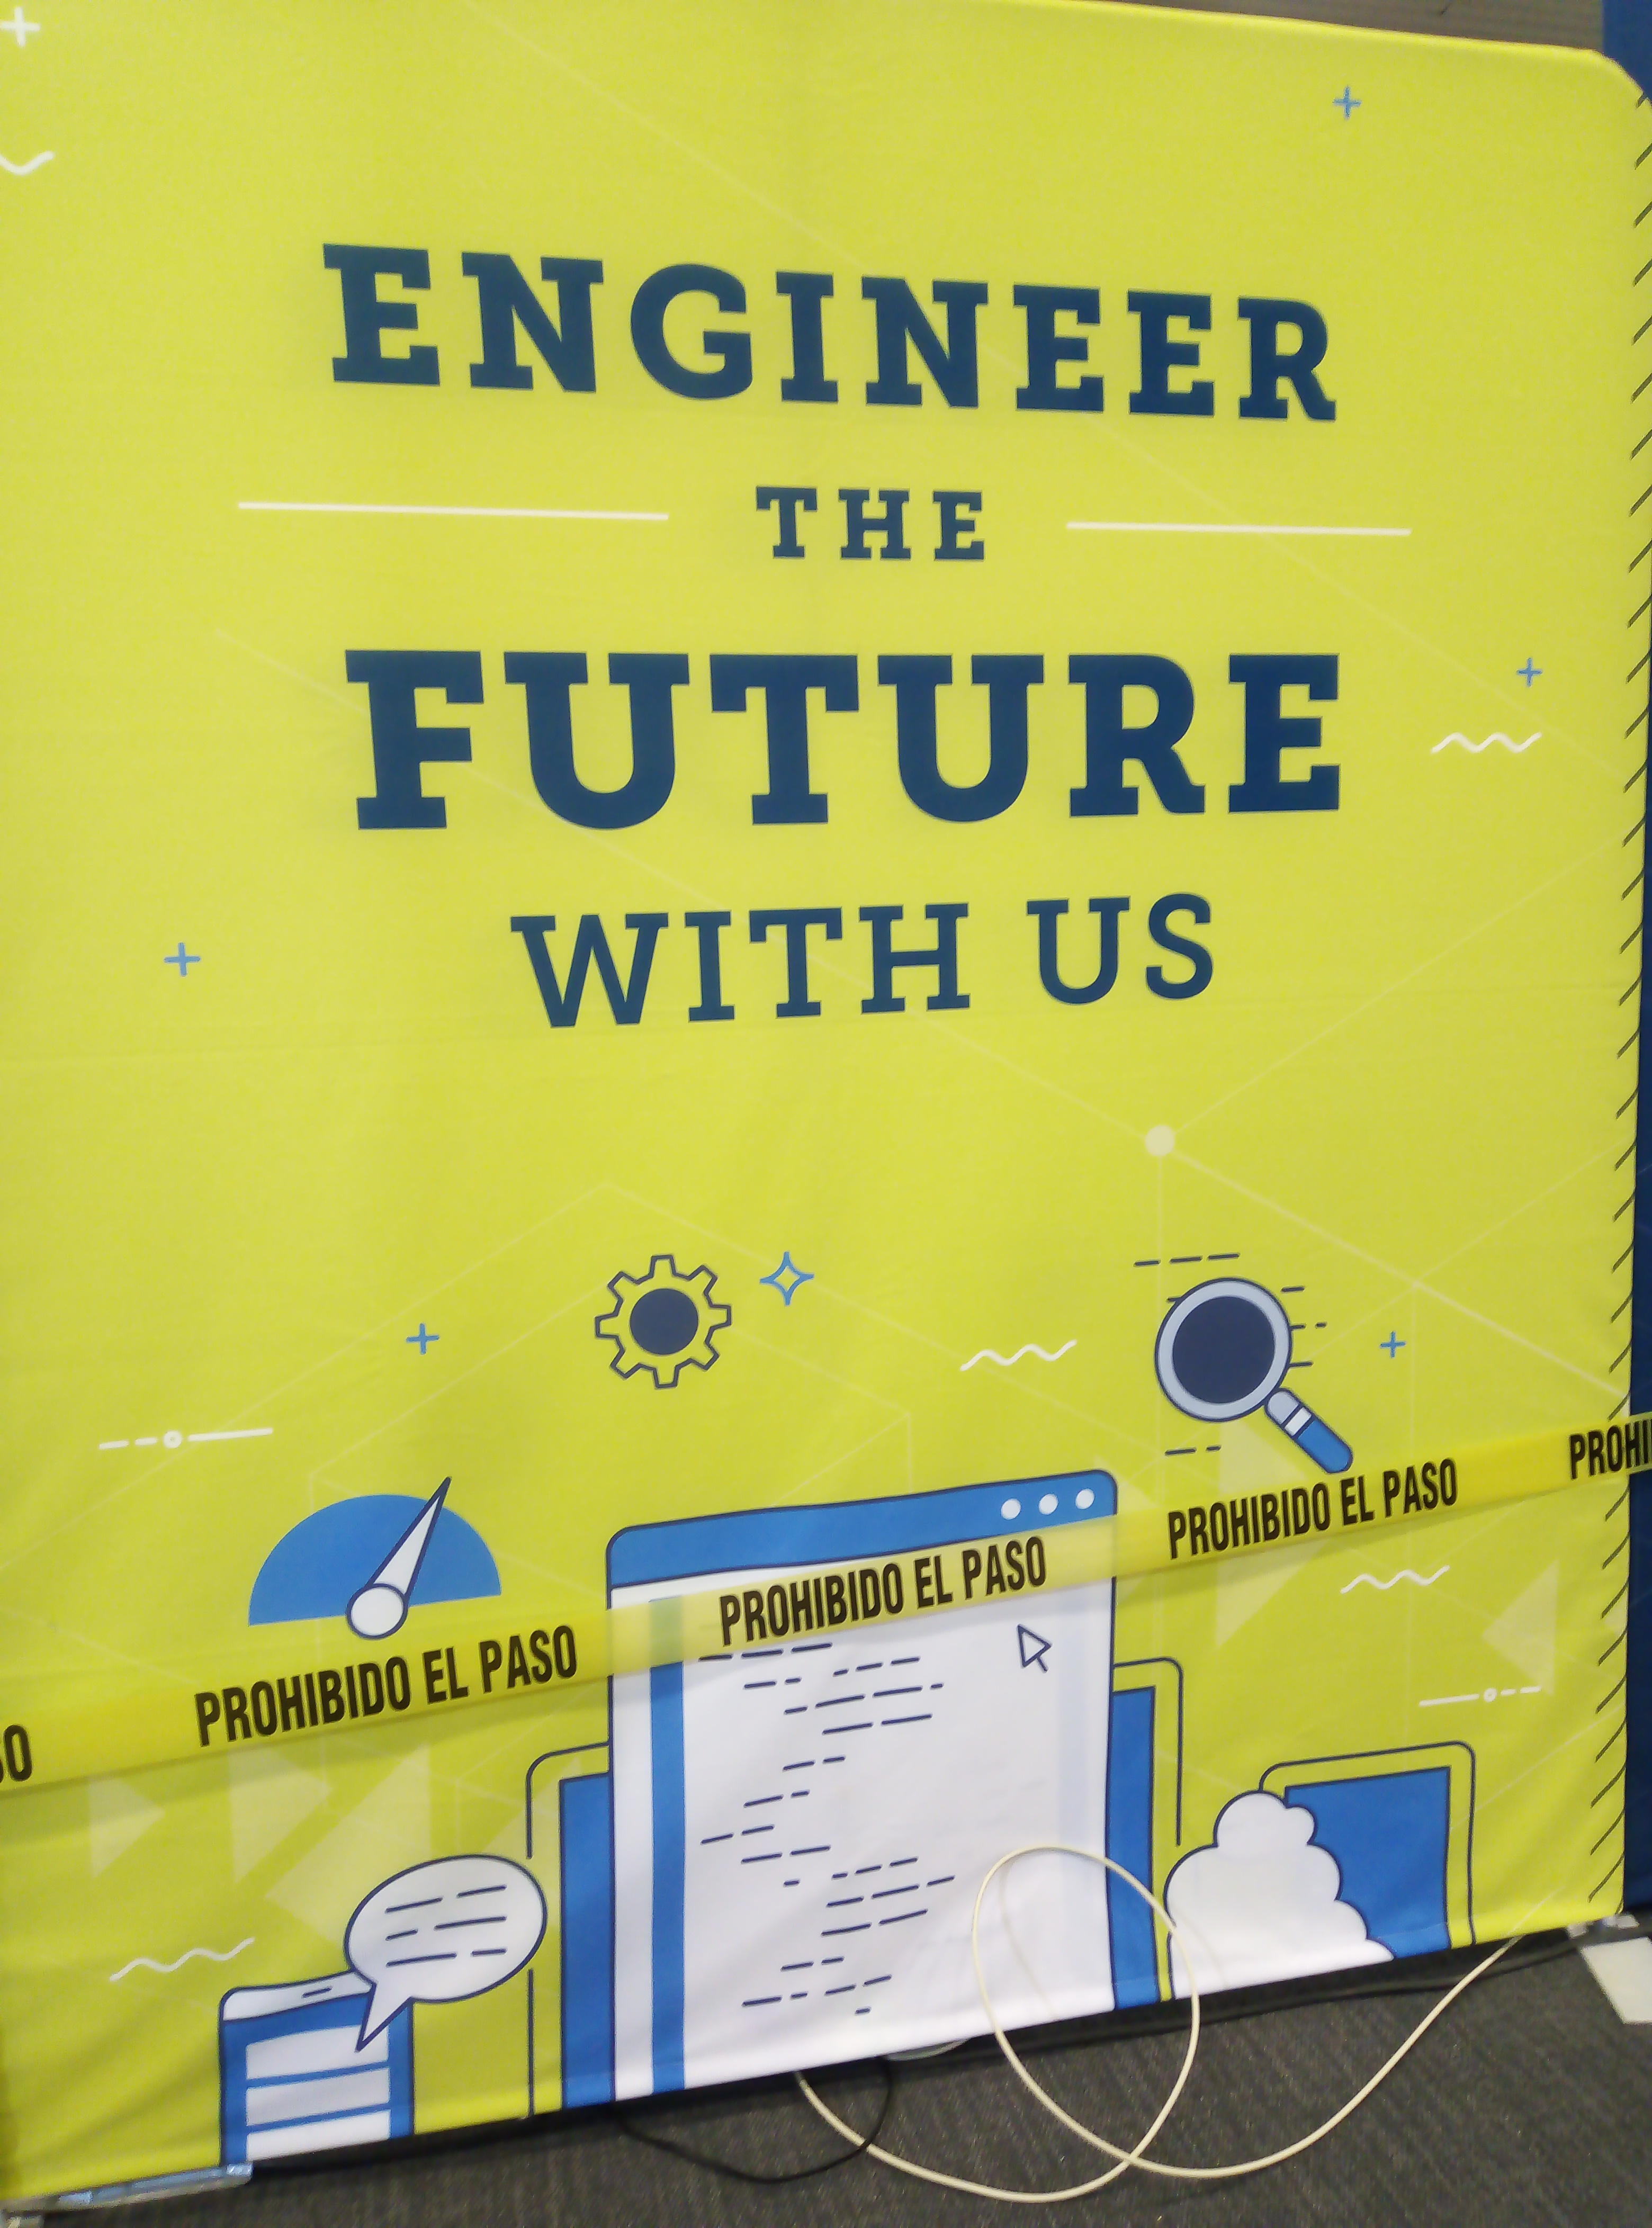 ENGINEER
THE
FUTURE
WITH US
PROHIBIDO EL PASO PROHIBIDO EL PASO PROHIBIDO EL PASO